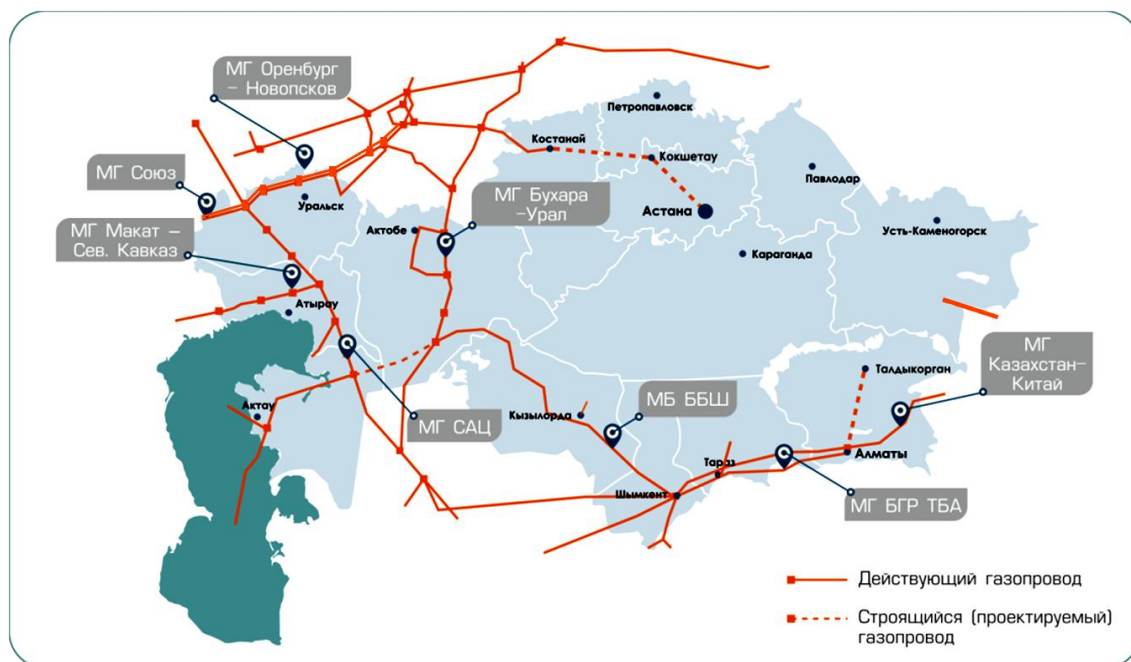 МГ Оренбург
– Новопсков
Петропавловск
Костанай
Кокшетау
МГ Союз
Павлодар
Уральск
МГ Бухара
–Урал
Астана
МГ Макат –
Сев. Кавказ
Актобе
Усть-Каменогорск
Караганда
Атырау
МГ
Казахстан–
Китай
Талдыкорган
МБ ББШ
Актау
Кызылорда
МГ САЦ
Алматы
Тараз
Шымкент
МГ БГР ТБА
Действующий газопровод
Строящийся (проектируемый)
газопровод